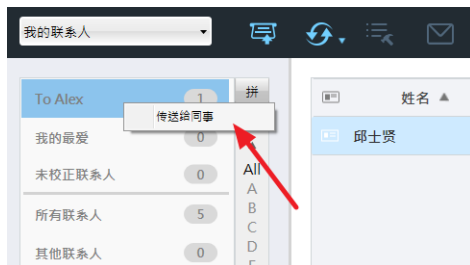 我的联系人
To Alex 1
传送给同事
我的最爱 0
未校正联系人 0
所有联系人 5
其他联系人 0
拼
All
A
B
C
D
姓名
邱士贤